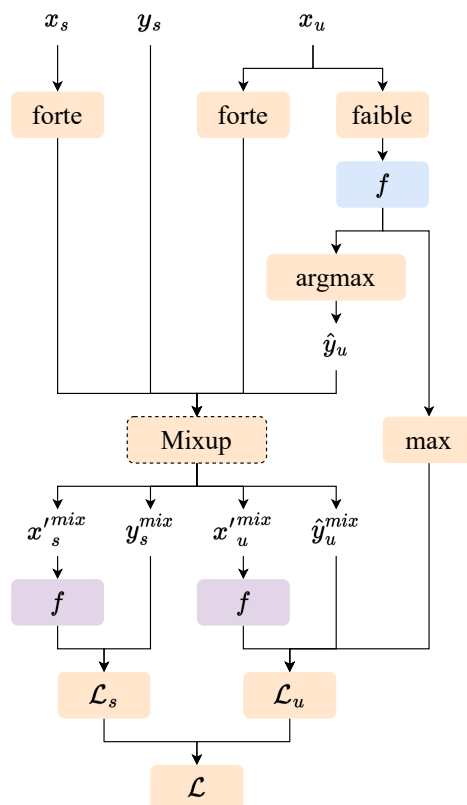 x_s y_s x_u
forte forte faible
f
argmax
ŷ_u
Mixup max
x'_s^{mix} y_s^{mix} x'_u^{mix} ŷ_u^{mix}
f f
ℒ_s ℒ_u
ℒ